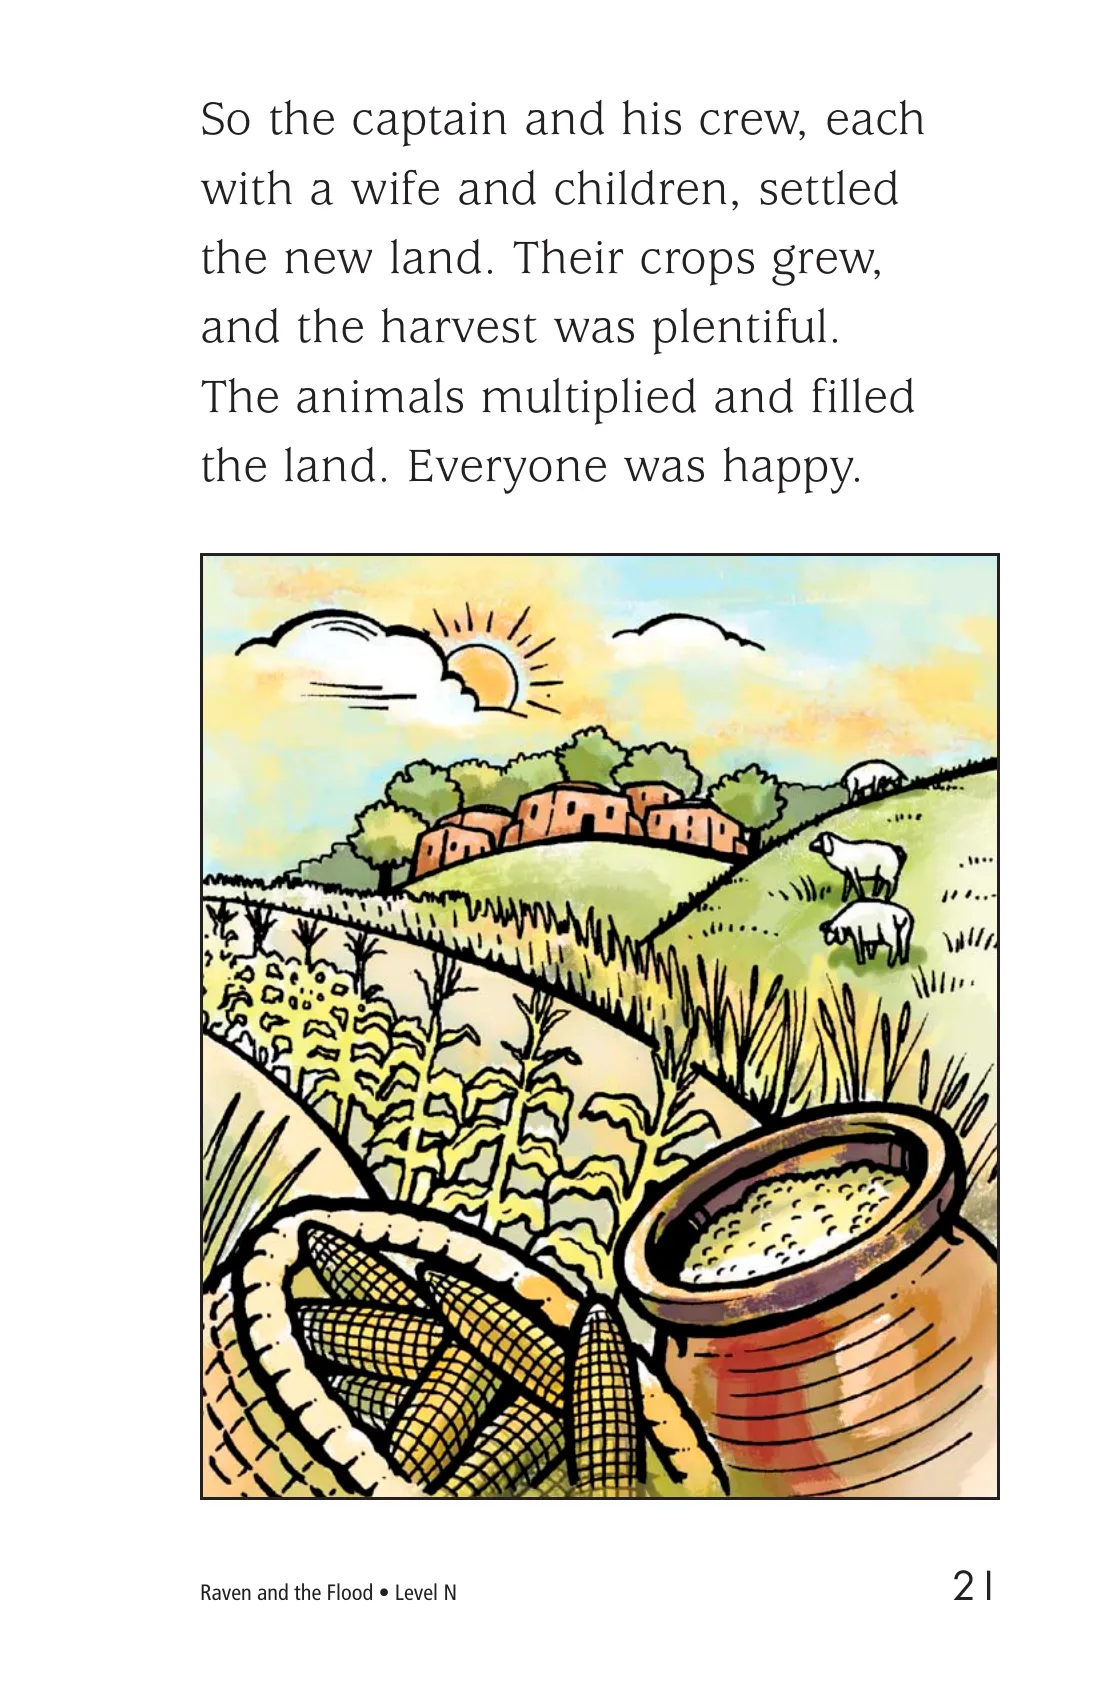 So the captain and his crew, each
with a wife and children, settled
the new land. Their crops grew,
and the harvest was plentiful.
The animals multiplied and filled
the land. Everyone was happy.
Raven and the Flood • Level N
21